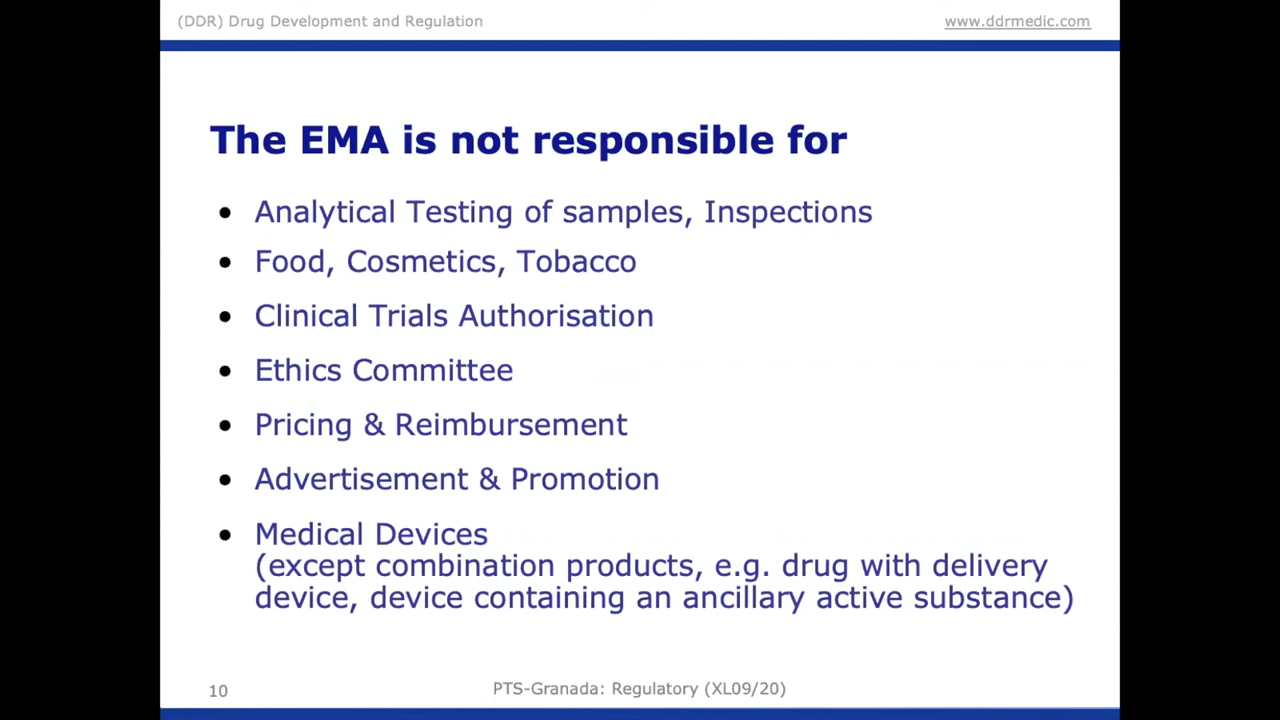 (DDR) Drug Development and Regulation
www.ddrmedic.com
The EMA is not responsible for
• Analytical Testing of samples, Inspections
• Food, Cosmetics, Tobacco
• Clinical Trials Authorisation
• Ethics Committee
• Pricing & Reimbursement
• Advertisement & Promotion
• Medical Devices
(except combination products, e.g. drug with delivery
device, device containing an ancillary active substance)
10
PTS-Granada: Regulatory (XL09/20)